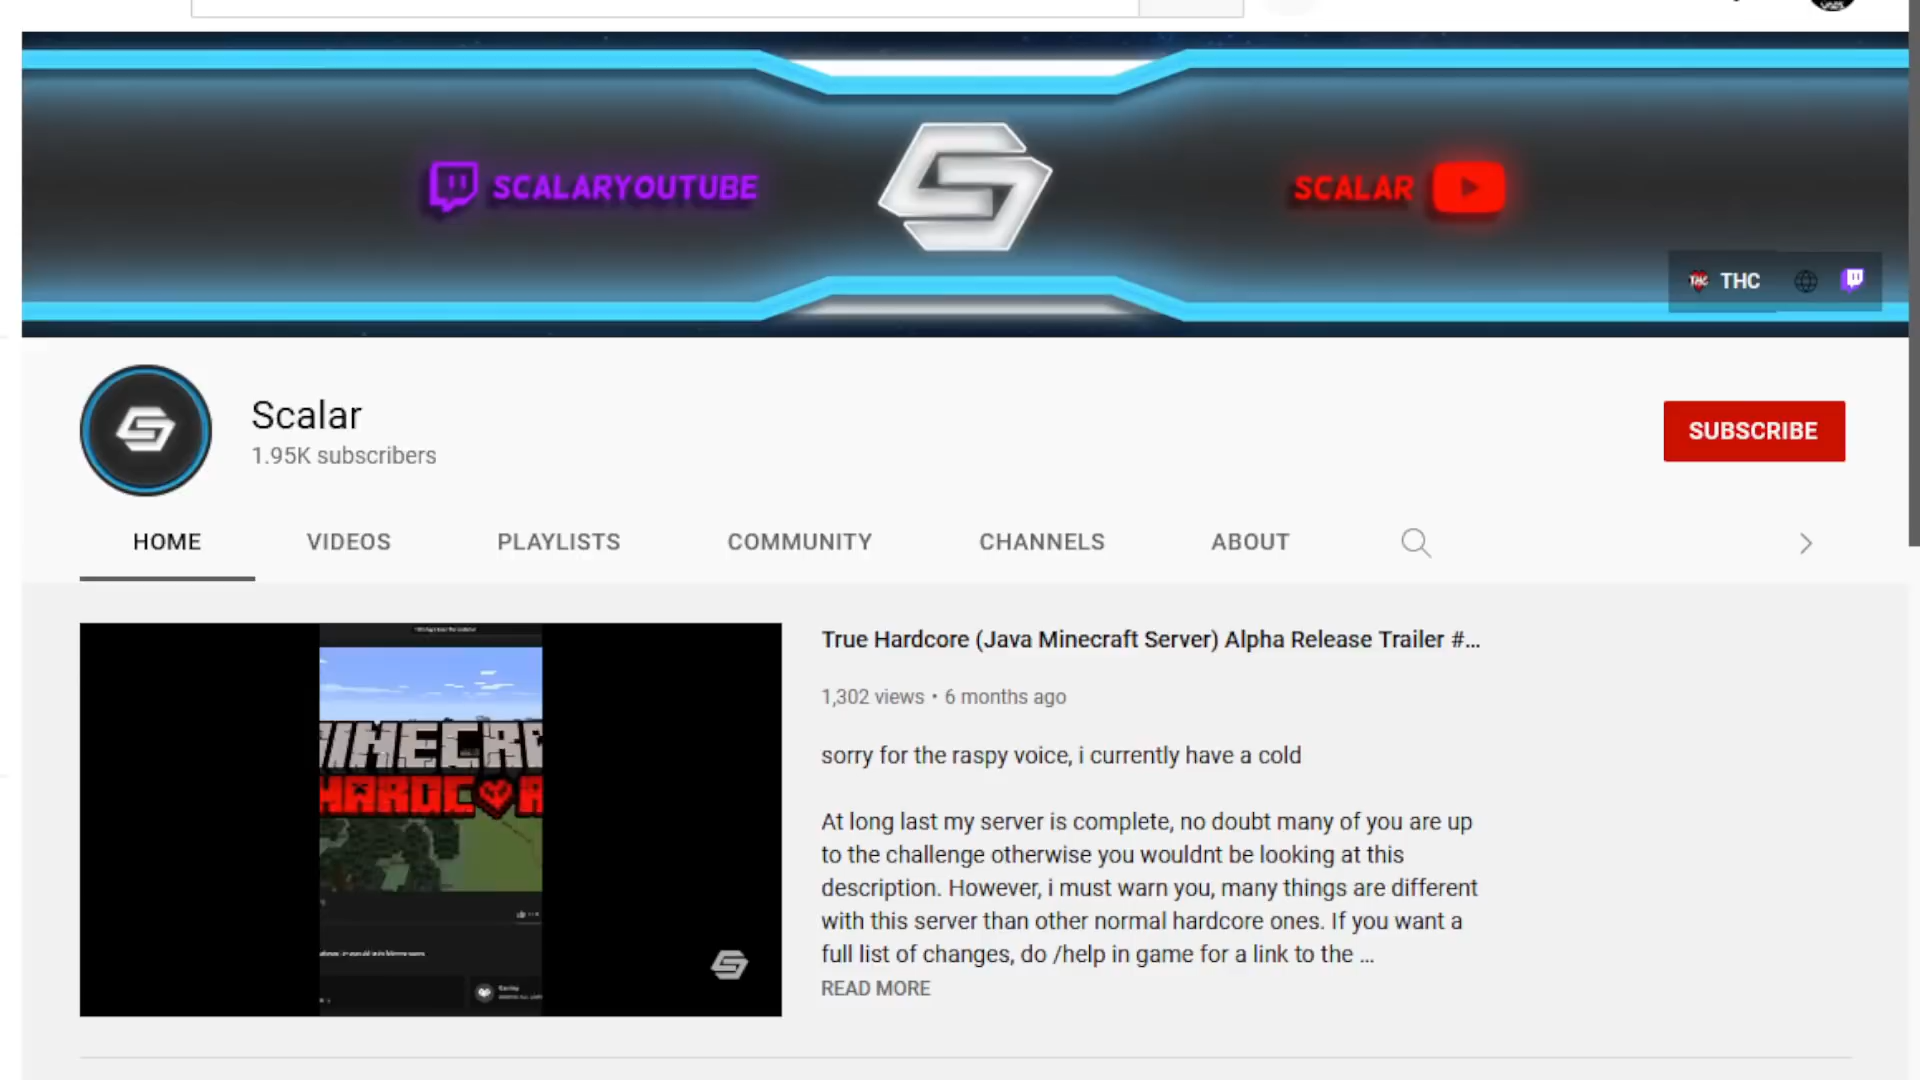 SCALARYOUTUBE
SCALAR
THC
Scalar
1.95K subscribers
SUBSCRIBE
HOME
VIDEOS
PLAYLISTS
COMMUNITY
CHANNELS
ABOUT
True Hardcore (Java Minecraft Server) Alpha Release Trailer #...
1,302 views • 6 months ago
sorry for the raspy voice, i currently have a cold
At long last my server is complete, no doubt many of you are up
to the challenge otherwise you wouldnt be looking at this
description. However, i must warn you, many things are different
with this server than other normal hardcore ones. If you want a
full list of changes, do /help in game for a link to the ...
READ MORE